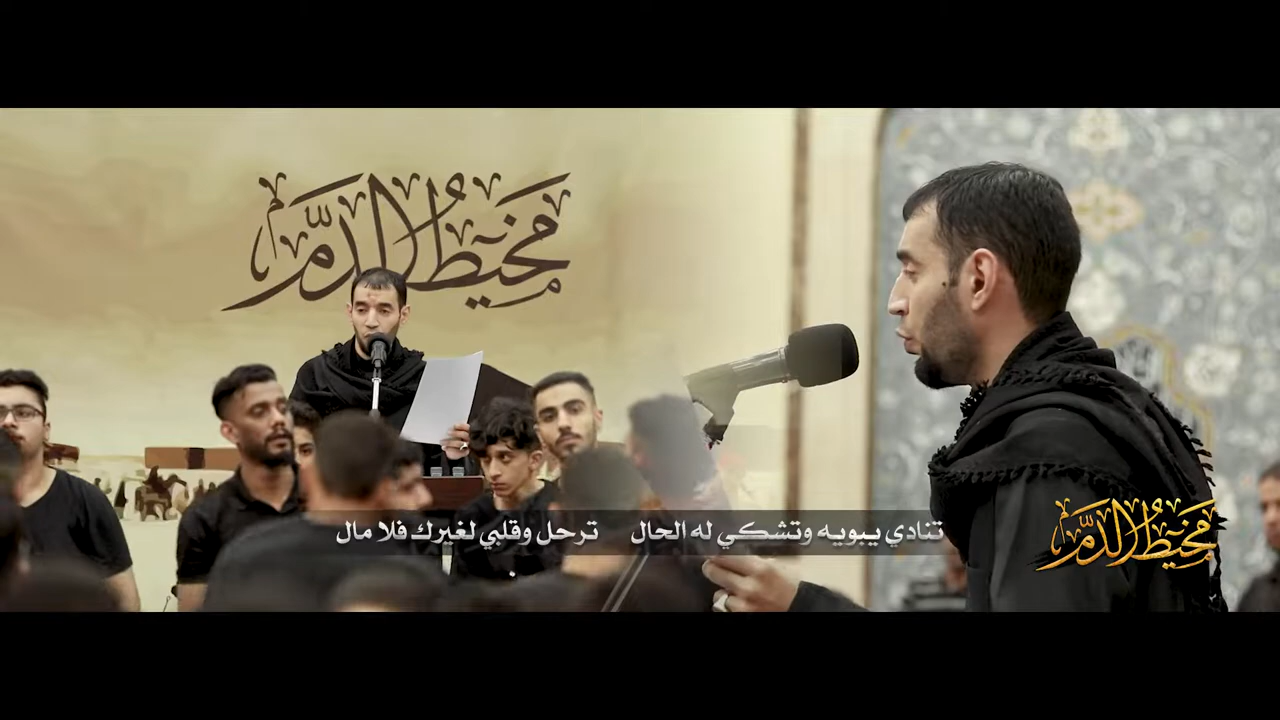 محيط الدم
تنادي يبويه وتشكي له الحال ترحل وقلبي لغيرك فلا مال
محيط الدم